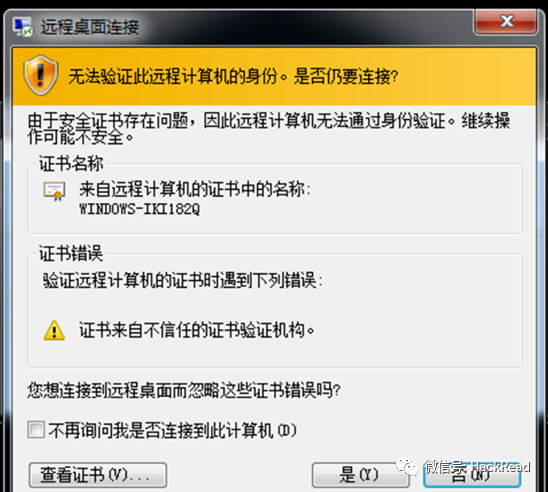 远程桌面连接
无法验证此远程计算机的身份。是否仍要连接?
由于安全证书存在问题，因此远程计算机无法通过身份验证。继续操
作可能不安全。
证书名称
来自远程计算机的证书中的名称:
WINDOWS-IKI182Q
证书错误
验证远程计算机的证书时遇到下列错误:
证书来自不信任的证书验证机构。
您想连接到远程桌面而忽略这些证书错误吗?
不再询问我是否连接到此计算机(D)
查看证书(V)...
是(Y)
否(N)
微信号: HackRead